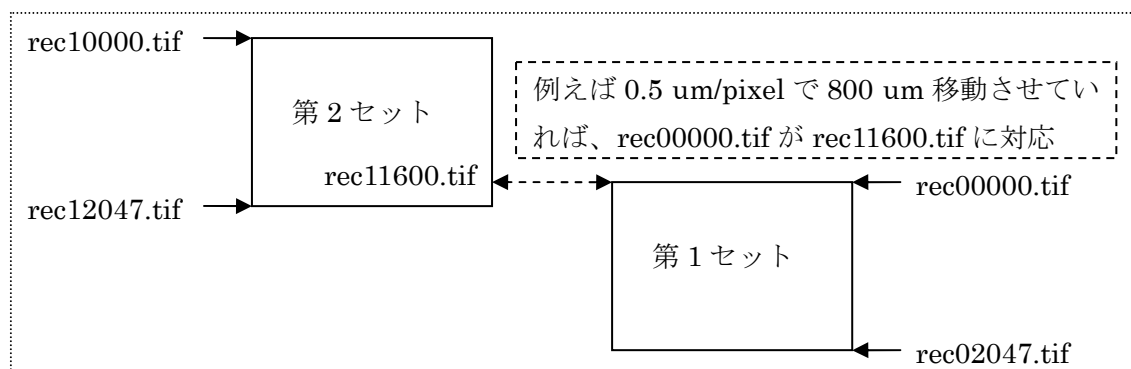 rec10000.tif
第 2 セット
例えば 0.5 um/pixel で 800 um 移動させてい
れば、rec00000.tif が rec11600.tif に対応
rec11600.tif
rec00000.tif
rec12047.tif
第 1 セット
rec02047.tif